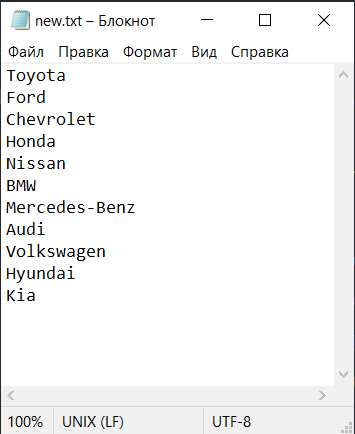 new.txt – Блокнот
Файл Правка Формат Вид Справка
Toyota
Ford
Chevrolet
Honda
Nissan
BMW
Mercedes-Benz
Audi
Volkswagen
Hyundai
Kia
100% UNIX (LF) UTF-8